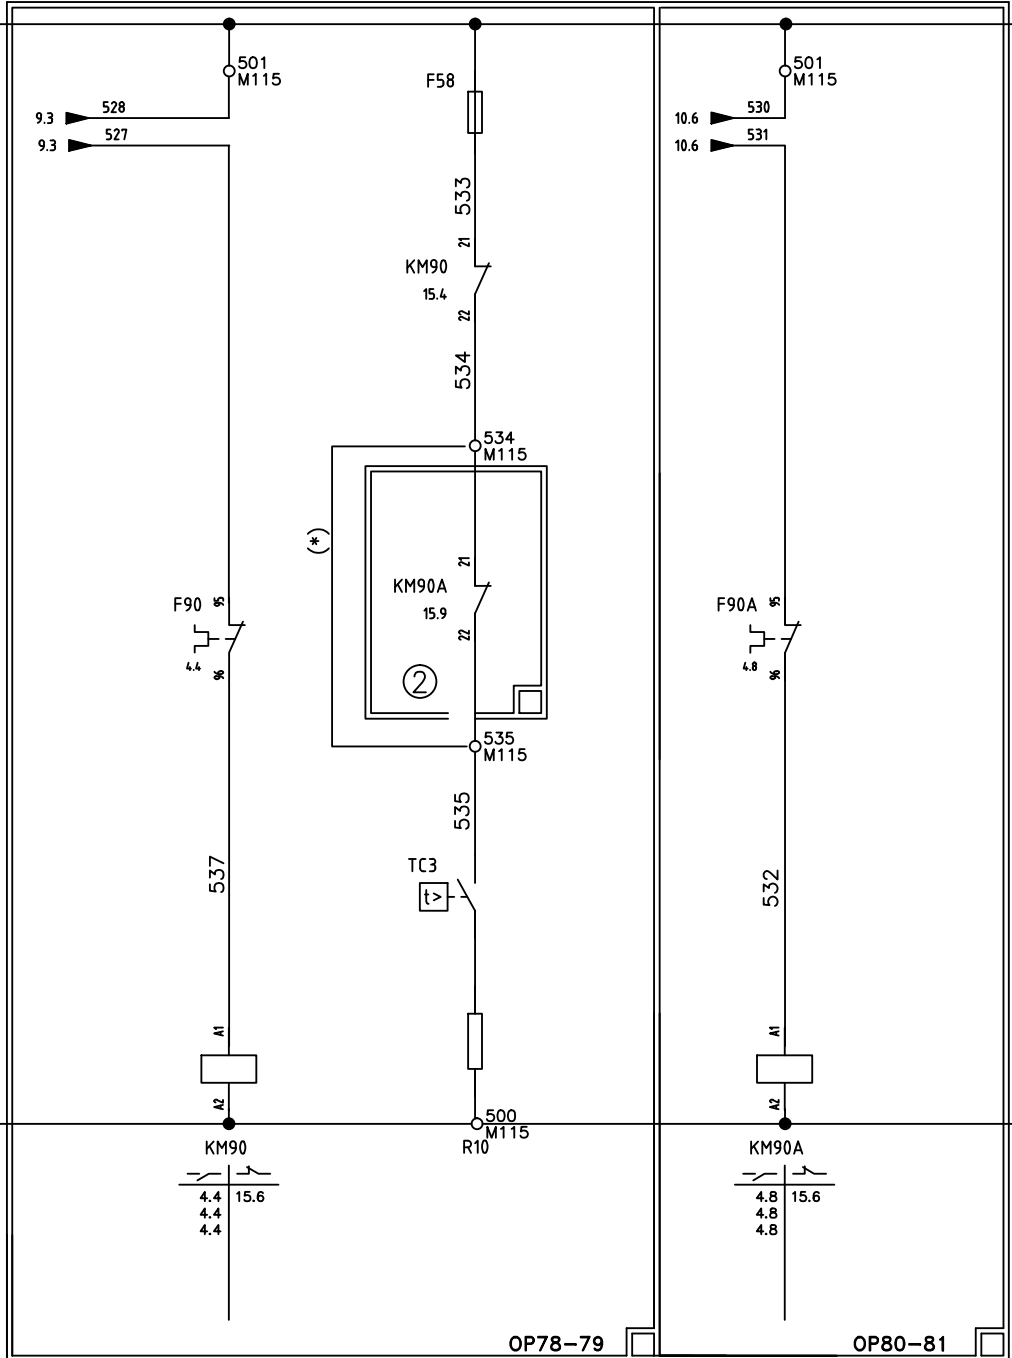 501
M115
9.3
528
9.3
527
F58
533
21
KM90
15.4
22
534
534
M115
(*)
21
KM90A
15.9
22
2
535
M115
535
TC3
t>
F90
95
4.4
96
537
A1
A2
KM90
4.4 15.6
4.4
4.4
500
M115
R10
OP78-79
501
M115
10.6
530
10.6
531
F90A
95
4.8
96
532
A1
A2
KM90A
4.8 15.6
4.8
4.8
OP80-81